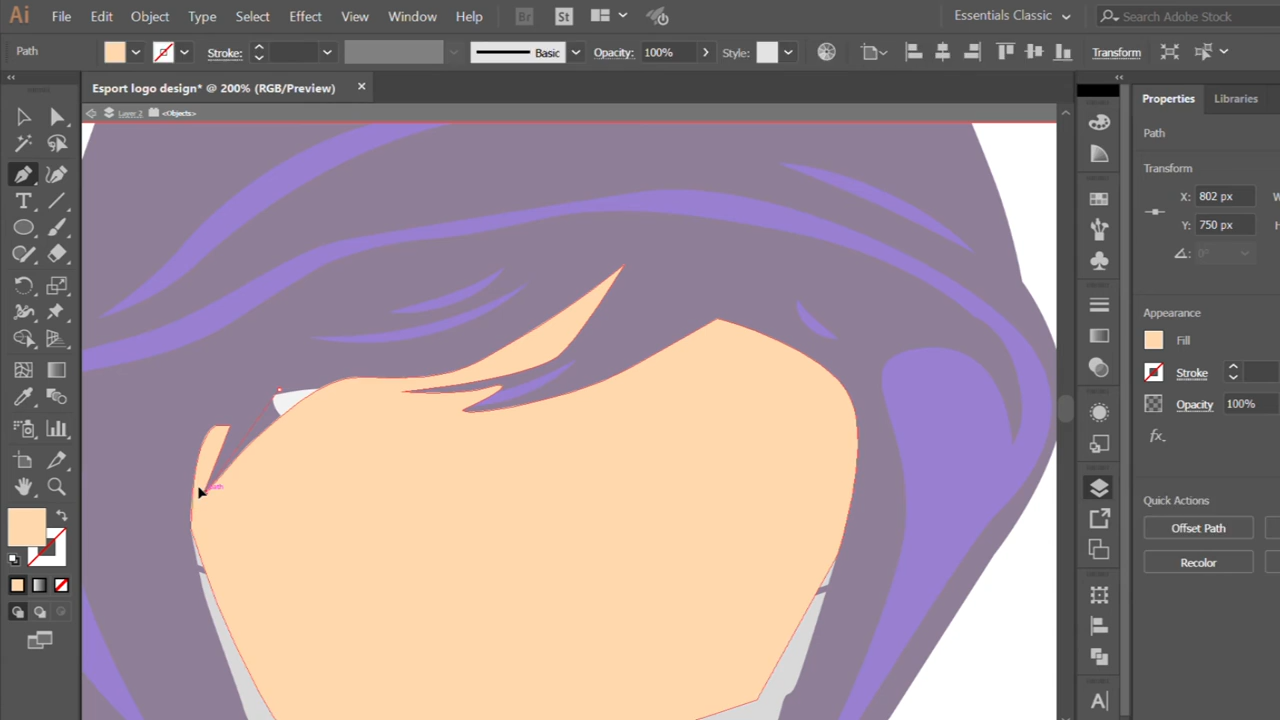 Ai File Edit Object Type Select Effect View Window Help Br St Essentials Classic Search Adobe Stock
Path Stroke: Basic Opacity: 100% Style: Transform
Esport logo design* @ 200% (RGB/Preview)
Layer 2 <Objects>
Properties Libraries
Path
Transform
X: 802 px
Y: 750 px
0°
Appearance
Fill
Stroke
Opacity 100%
fx
Quick Actions
Offset Path
Recolor